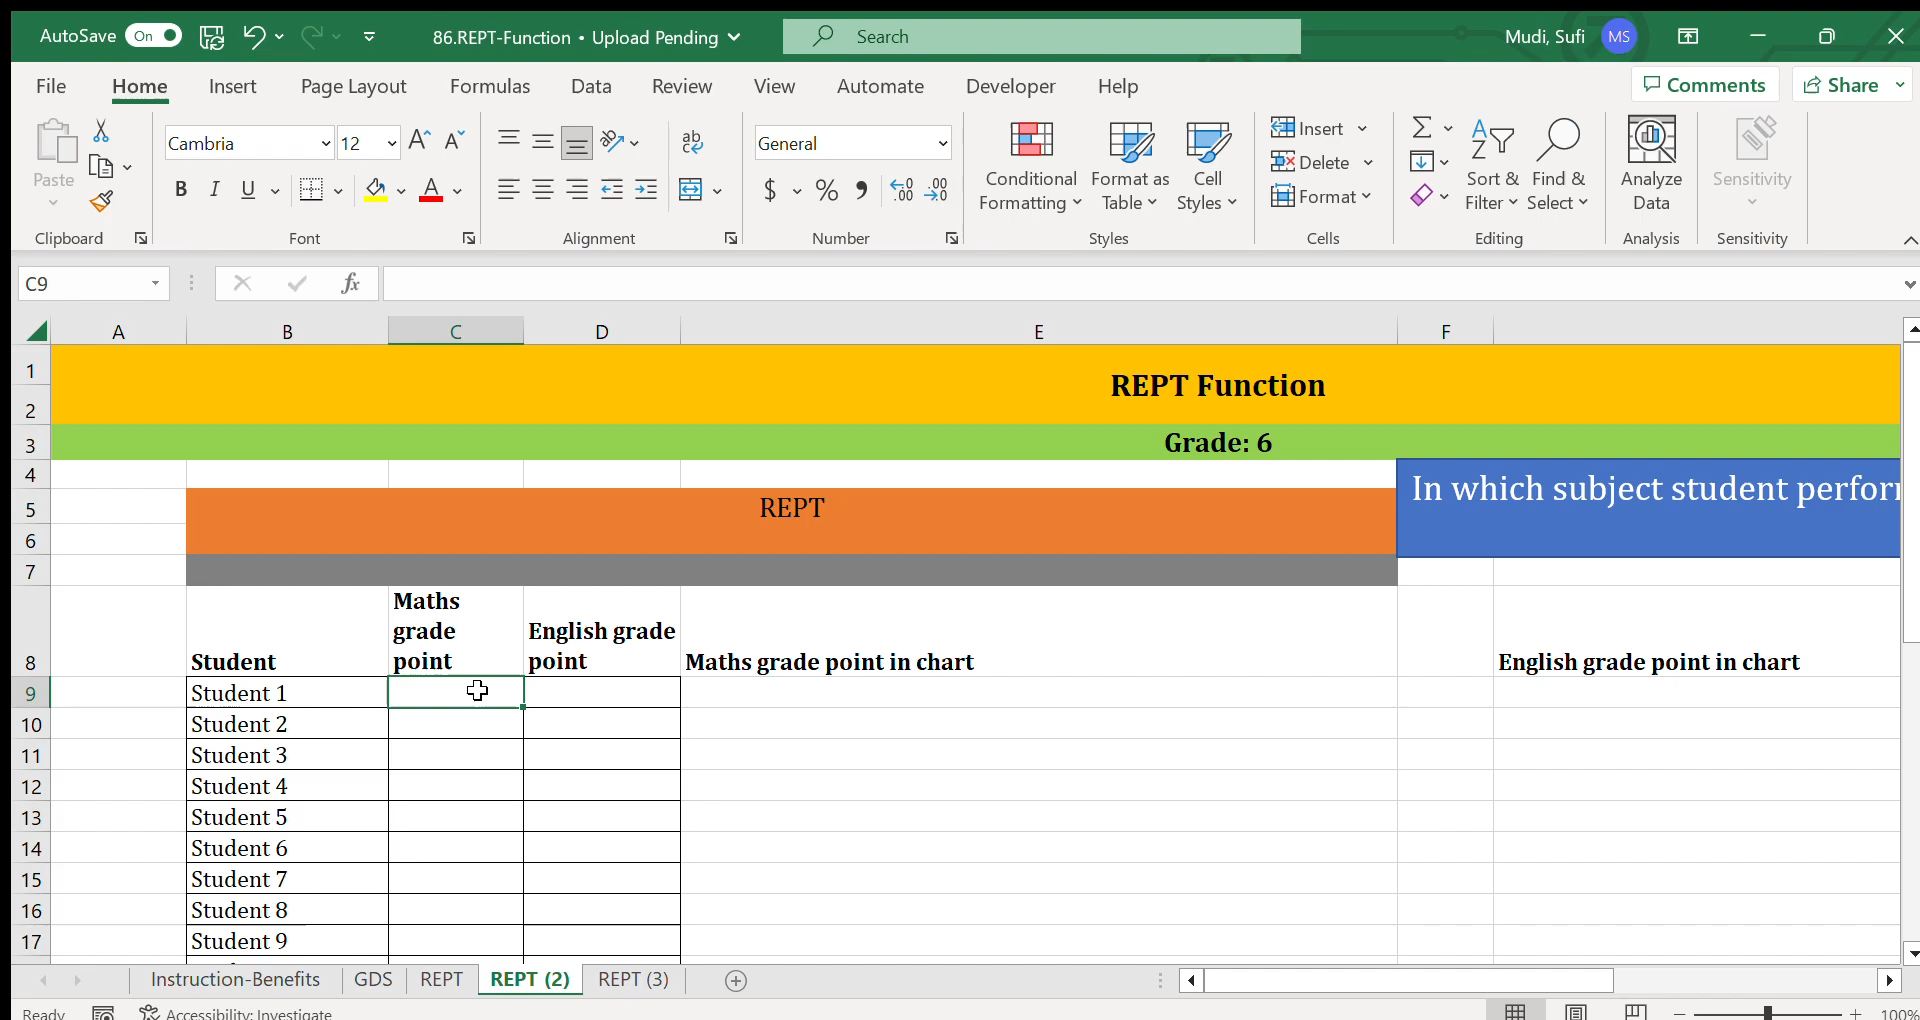 AutoSave On 86.REPT-Function • Upload Pending Search Mudi, Sufi MS
File Home Insert Page Layout Formulas Data Review View Automate Developer Help Comments Share
Paste
Cambria 12
B I U A
ab
General
$ % 9 .00
Conditional Formatting
Format as Table
Cell Styles
Insert
Delete
Format
Sort & Filter
Find & Select
Analyze Data
Sensitivity
Clipboard Font Alignment Number Styles Cells Editing Analysis Sensitivity
C9 fx
A B C D E F
1
2 REPT Function
3 Grade: 6
4
5 REPT In which subject student perfor
6
7
8 Student Maths grade point English grade point Maths grade point in chart English grade point in chart
9 Student 1
10 Student 2
11 Student 3
12 Student 4
13 Student 5
14 Student 6
15 Student 7
16 Student 8
17 Student 9
Instruction-Benefits GDS REPT REPT (2) REPT (3)
Ready Accessibility: Investigate 100%